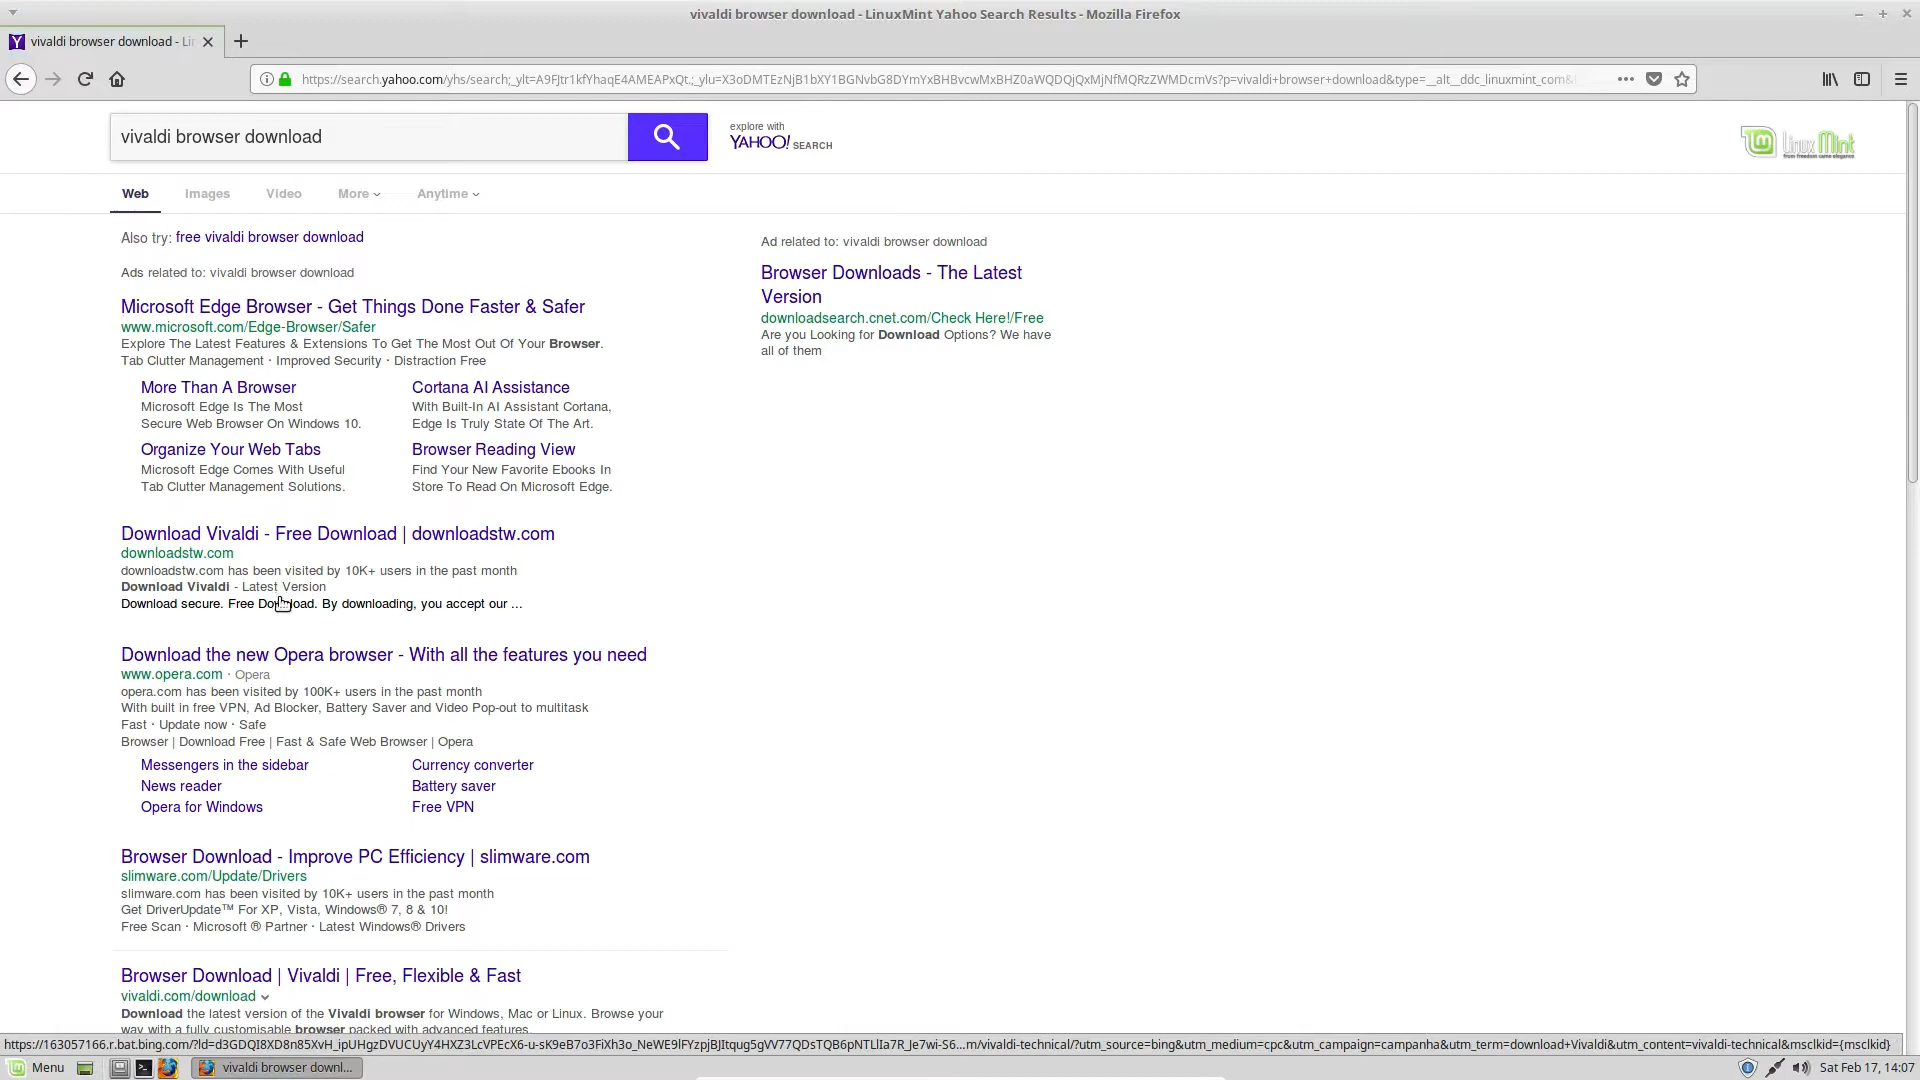 vivaldi browser download - LinuxMint Yahoo Search Results - Mozilla Firefox
vivaldi browser download - Lin
https://search.yahoo.com/yhs/search;_ylt=A9FJtr1kfYhaqE4AMEAPxQt.;_ylu=X3oDMTEzNjB1bXY1BGNvbG8DYmYxBHBvcwMxBHZ0aWQDQjQxMjNfMQRzZWMDcmVs?p=vivaldi+browser+download&type=__alt__ddc_linuxmint_com&
vivaldi browser download
explore with
YAHOO! SEARCH
Linux Mint
from freedom came elegance
Web
Images
Video
More
Anytime
Also try: free vivaldi browser download
Ads related to: vivaldi browser download
Microsoft Edge Browser - Get Things Done Faster & Safer
www.microsoft.com/Edge-Browser/Safer
Explore The Latest Features & Extensions To Get The Most Out Of Your Browser.
Tab Clutter Management · Improved Security · Distraction Free
More Than A Browser
Microsoft Edge Is The Most
Secure Web Browser On Windows 10.
Cortana AI Assistance
With Built-In AI Assistant Cortana,
Edge Is Truly State Of The Art.
Organize Your Web Tabs
Microsoft Edge Comes With Useful
Tab Clutter Management Solutions.
Browser Reading View
Find Your New Favorite Ebooks In
Store To Read On Microsoft Edge.
Download Vivaldi - Free Download | downloadstw.com
downloadstw.com
downloadstw.com has been visited by 10K+ users in the past month
Download Vivaldi - Latest Version
Download secure. Free Download. By downloading, you accept our ...
Download the new Opera browser - With all the features you need
www.opera.com · Opera
opera.com has been visited by 100K+ users in the past month
With built in free VPN, Ad Blocker, Battery Saver and Video Pop-out to multitask
Fast · Update now · Safe
Browser | Download Free | Fast & Safe Web Browser | Opera
Messengers in the sidebar
Currency converter
News reader
Battery saver
Opera for Windows
Free VPN
Browser Download - Improve PC Efficiency | slimware.com
slimware.com/Update/Drivers
slimware.com has been visited by 10K+ users in the past month
Get DriverUpdate™ For XP, Vista, Windows® 7, 8 & 10!
Free Scan · Microsoft ® Partner · Latest Windows® Drivers
Browser Download | Vivaldi | Free, Flexible & Fast
vivaldi.com/download
Download the latest version of the Vivaldi browser for Windows, Mac or Linux. Browse your
way with a fully customisable browser packed with advanced features.
Ad related to: vivaldi browser download
Browser Downloads - The Latest
Version
downloadsearch.cnet.com/Check Here!/Free
Are you Looking for Download Options? We have
all of them
https://163057166.r.bat.bing.com/?ld=d3GDQI8XD8n85XvH_ipUHgzDVUCUyY4HXZ3LcVPEcX6-u-sK9eB7o3FiXh3o_NeWE9lFYzpjBJItqug5gVV77QDsTQB6pNTLlIa7R_Je7wi-S6…m/vivaldi-technical/?utm_source=bing&utm_medium=cpc&utm_campaign=campanha&utm_term=download+Vivaldi&utm_content=vivaldi-technical&msclkid={msclkid}
Menu
vivaldi browser downl...
Sat Feb 17, 14:07